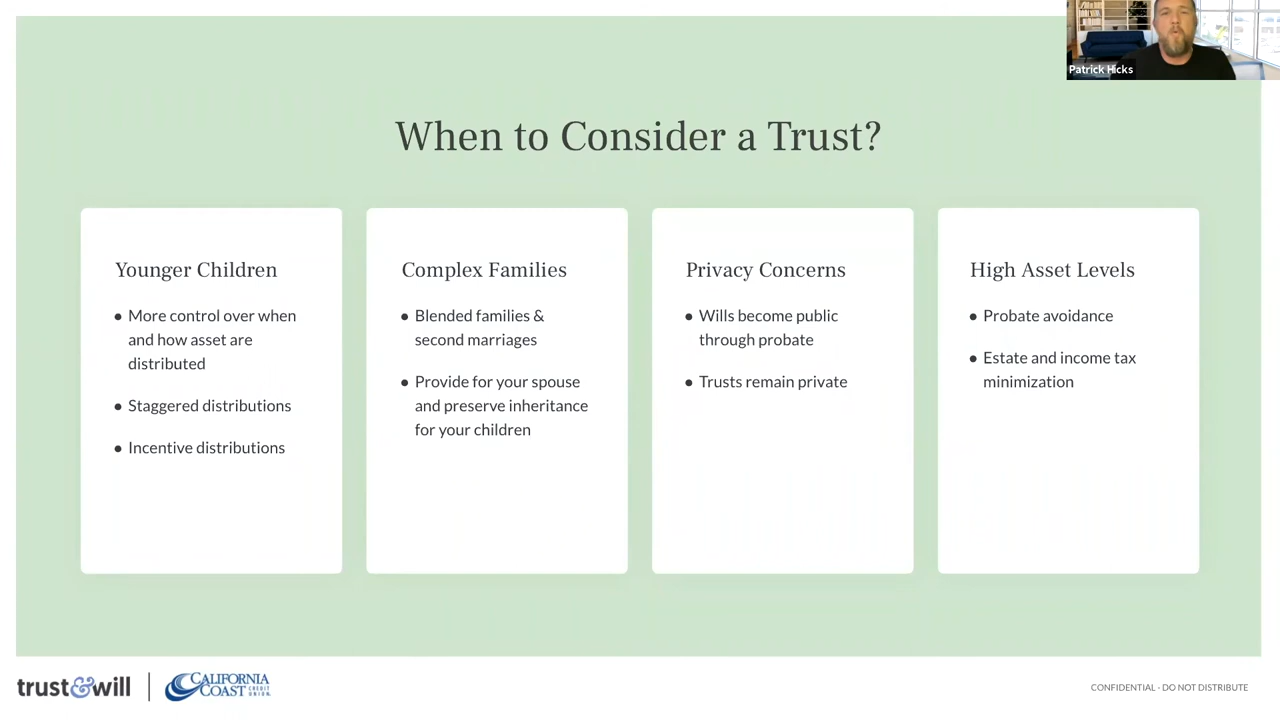 Patrick Hicks
When to Consider a Trust?
Younger Children
• More control over when
and how asset are
distributed
• Staggered distributions
• Incentive distributions
Complex Families
• Blended families &
second marriages
• Provide for your spouse
and preserve inheritance
for your children
Privacy Concerns
• Wills become public
through probate
• Trusts remain private
High Asset Levels
• Probate avoidance
• Estate and income tax
minimization
trust&will
CALIFORNIA
COAST CREDIT
UNION
CONFIDENTIAL - DO NOT DISTRIBUTE